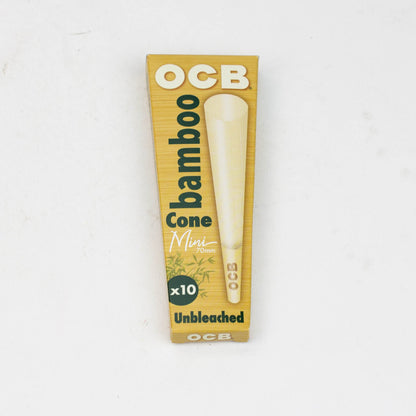 OCB
bamboo
Cone
Mini
70mm
x10
OCB
Unbleached
OCB